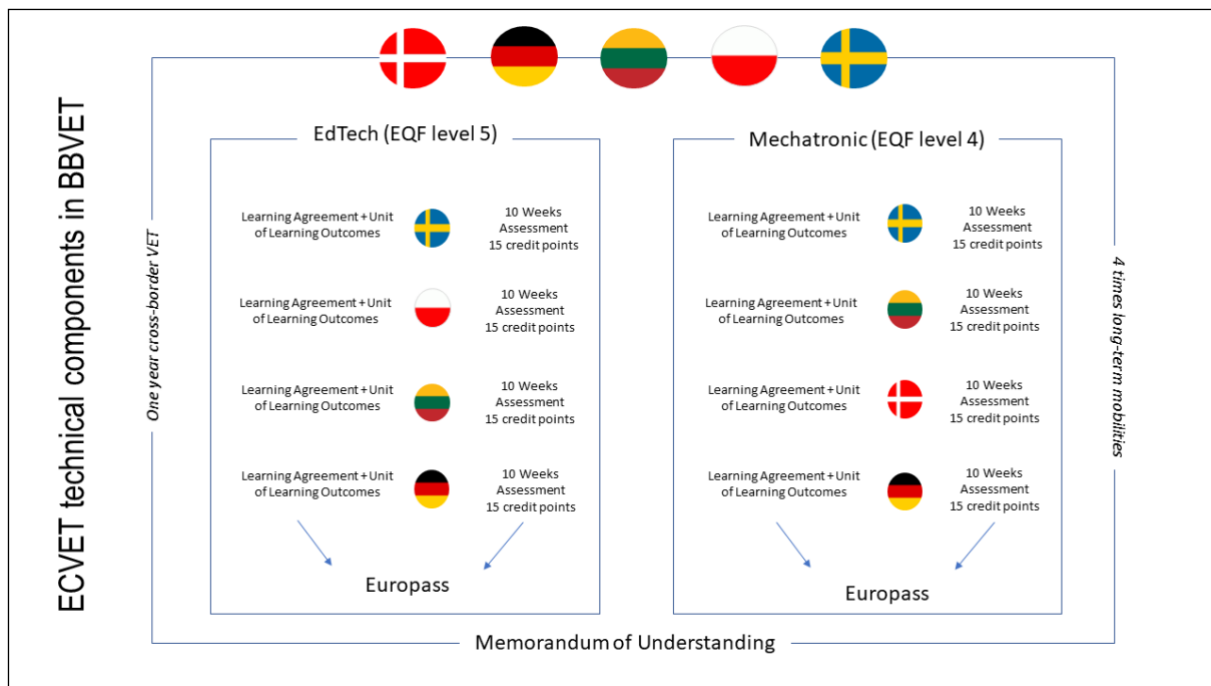 ECVET technical components in BBVET
One year cross-border VET
EdTech (EQF level 5)
Learning Agreement + Unit
of Learning Outcomes
10 Weeks
Assessment
15 credit points
Learning Agreement + Unit
of Learning Outcomes
10 Weeks
Assessment
15 credit points
Learning Agreement + Unit
of Learning Outcomes
10 Weeks
Assessment
15 credit points
Learning Agreement + Unit
of Learning Outcomes
10 Weeks
Assessment
15 credit points
Europass
Mechatronic (EQF level 4)
Learning Agreement + Unit
of Learning Outcomes
10 Weeks
Assessment
15 credit points
Learning Agreement + Unit
of Learning Outcomes
10 Weeks
Assessment
15 credit points
Learning Agreement + Unit
of Learning Outcomes
10 Weeks
Assessment
15 credit points
Learning Agreement + Unit
of Learning Outcomes
10 Weeks
Assessment
15 credit points
Europass
4 times long-term mobilities
Memorandum of Understanding